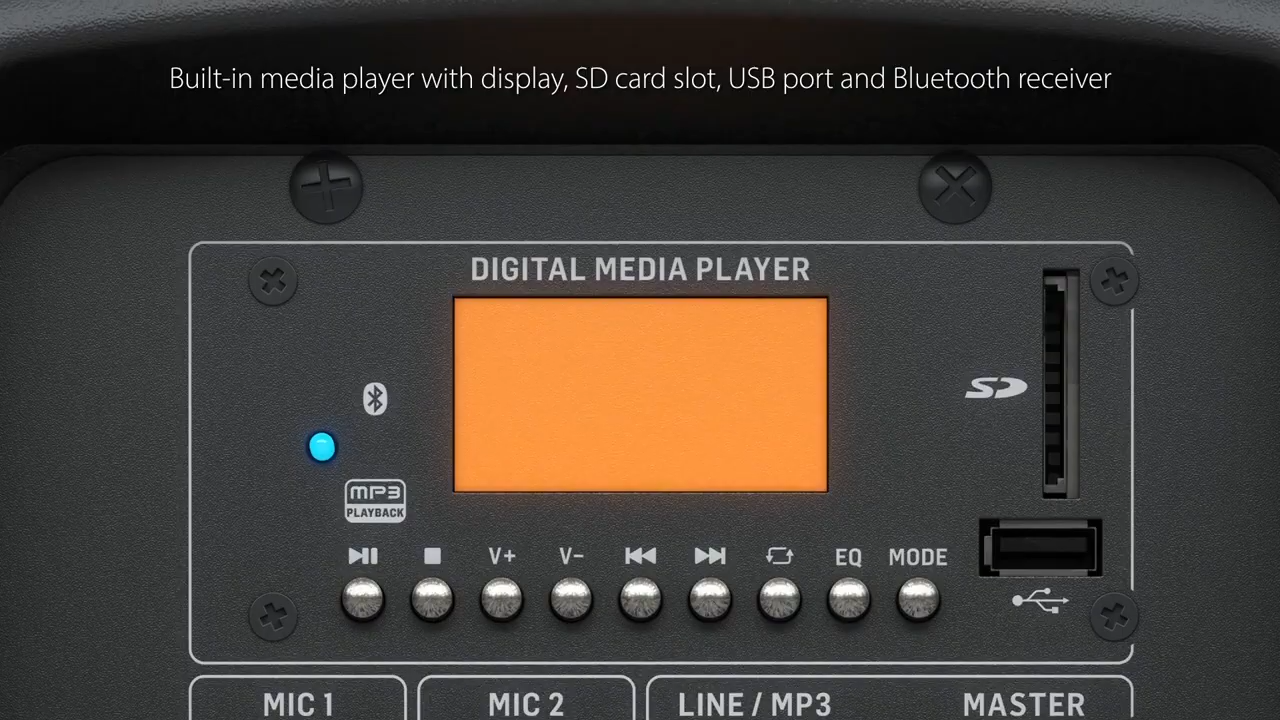 Built-in media player with display, SD card slot, USB port and Bluetooth receiver
DIGITAL MEDIA PLAYER
SD
MP3
PLAYBACK
V+ V- EQ MODE
MIC 1 MIC 2 LINE / MP3 MASTER